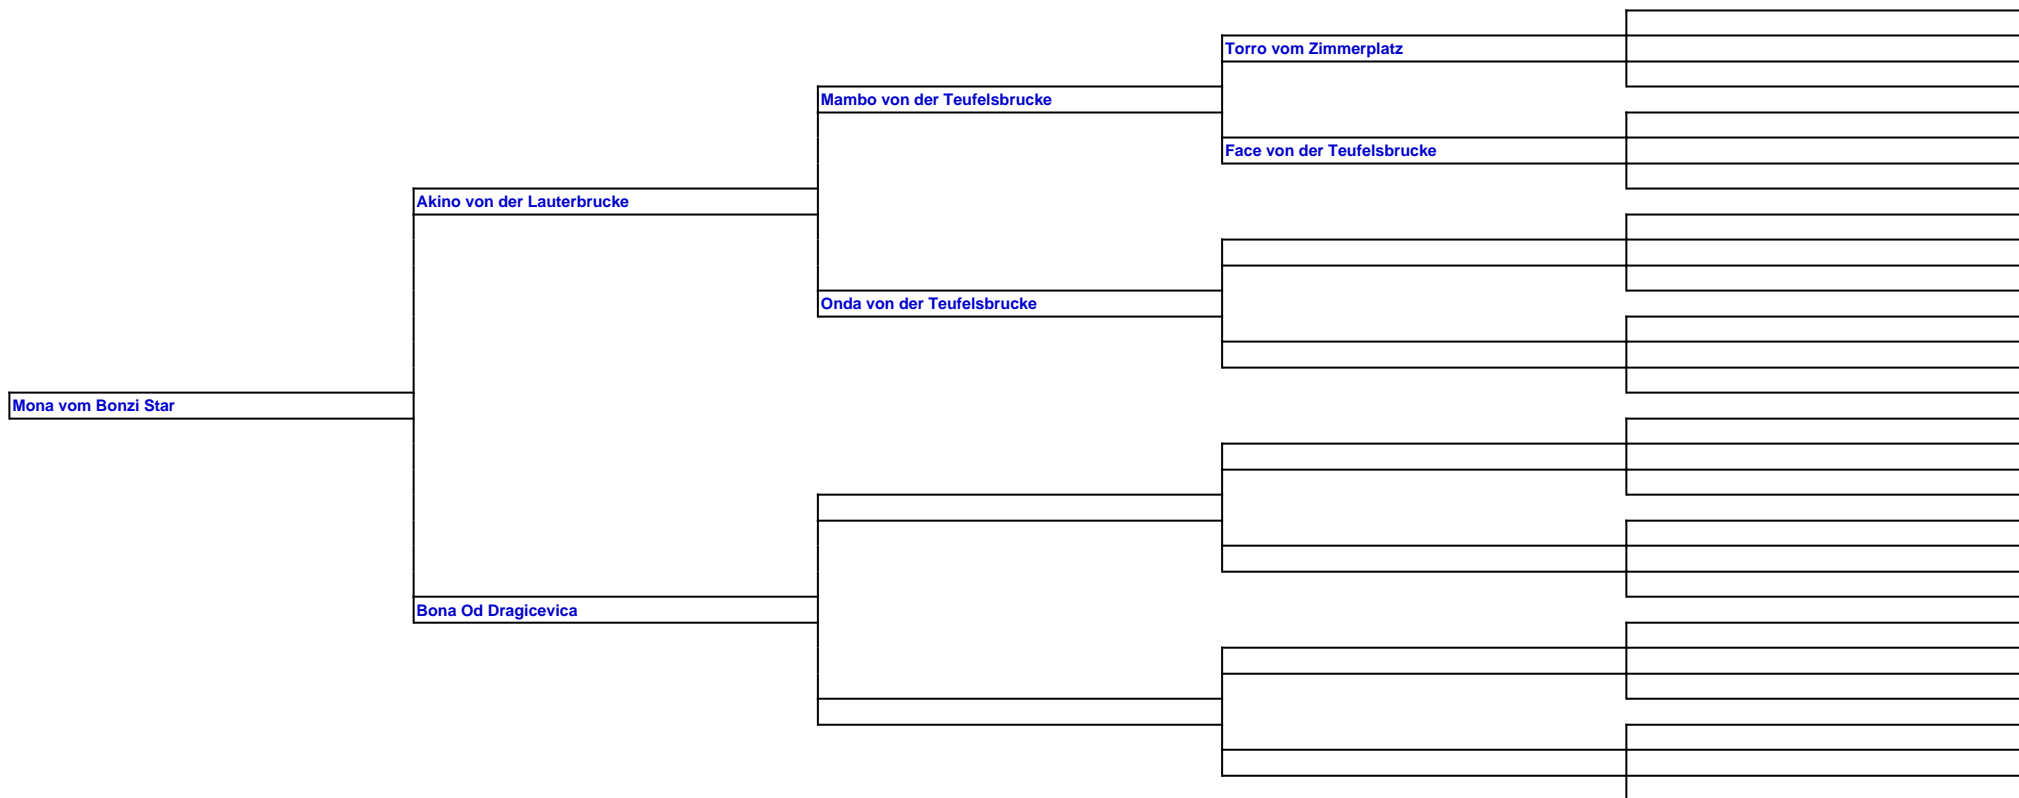 Torro vom Zimmerplatz
Mambo von der Teufelsbrucke
Face von der Teufelsbrucke
Akino von der Lauterbrucke
Onda von der Teufelsbrucke
Mona vom Bonzi Star
Bona Od Dragicevica